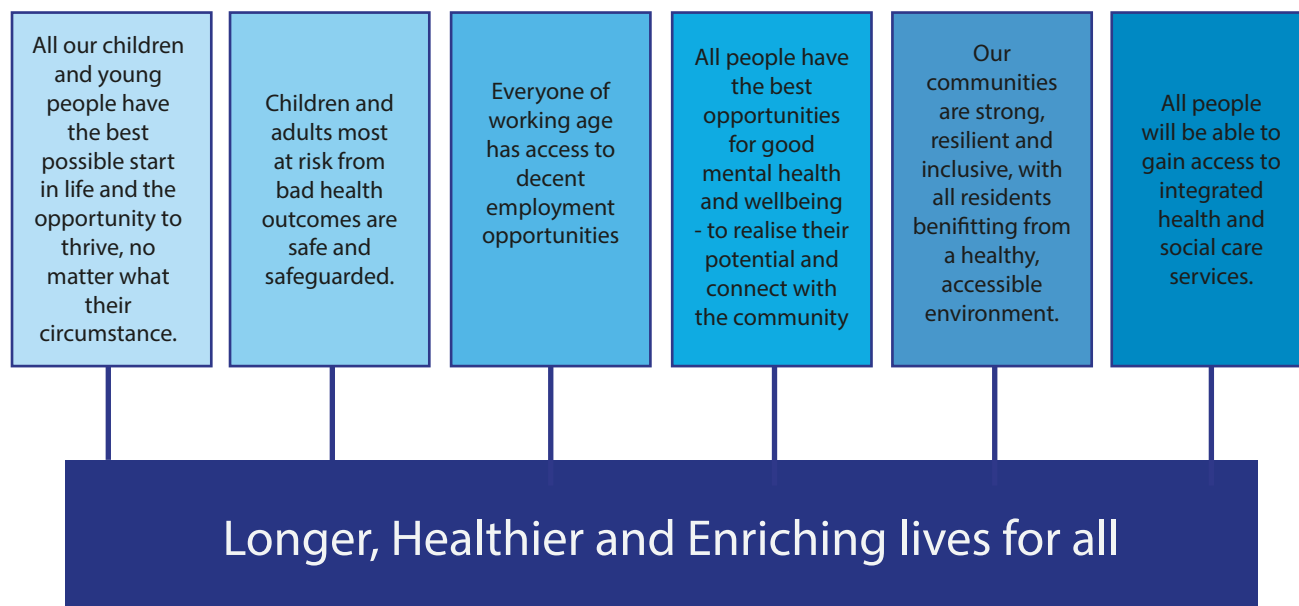 All our children
and young
people have
the best
possible start
in life and the
opportunity to
thrive, no
matter what
their
circumstance.
Children and
adults most
at risk from
bad health
outcomes are
safe and
safeguarded.
Everyone of
working age
has access to
decent
employment
opportunities
All people have
the best
opportunities
for good
mental health
and wellbeing
- to realise their
potential and
connect with
the community
Our
communities
are strong,
resilient and
inclusive, with
all residents
benifitting from
a healthy,
accessible
environment.
All people
will be able to
gain access to
integrated
health and
social care
services.
Longer, Healthier and Enriching lives for all